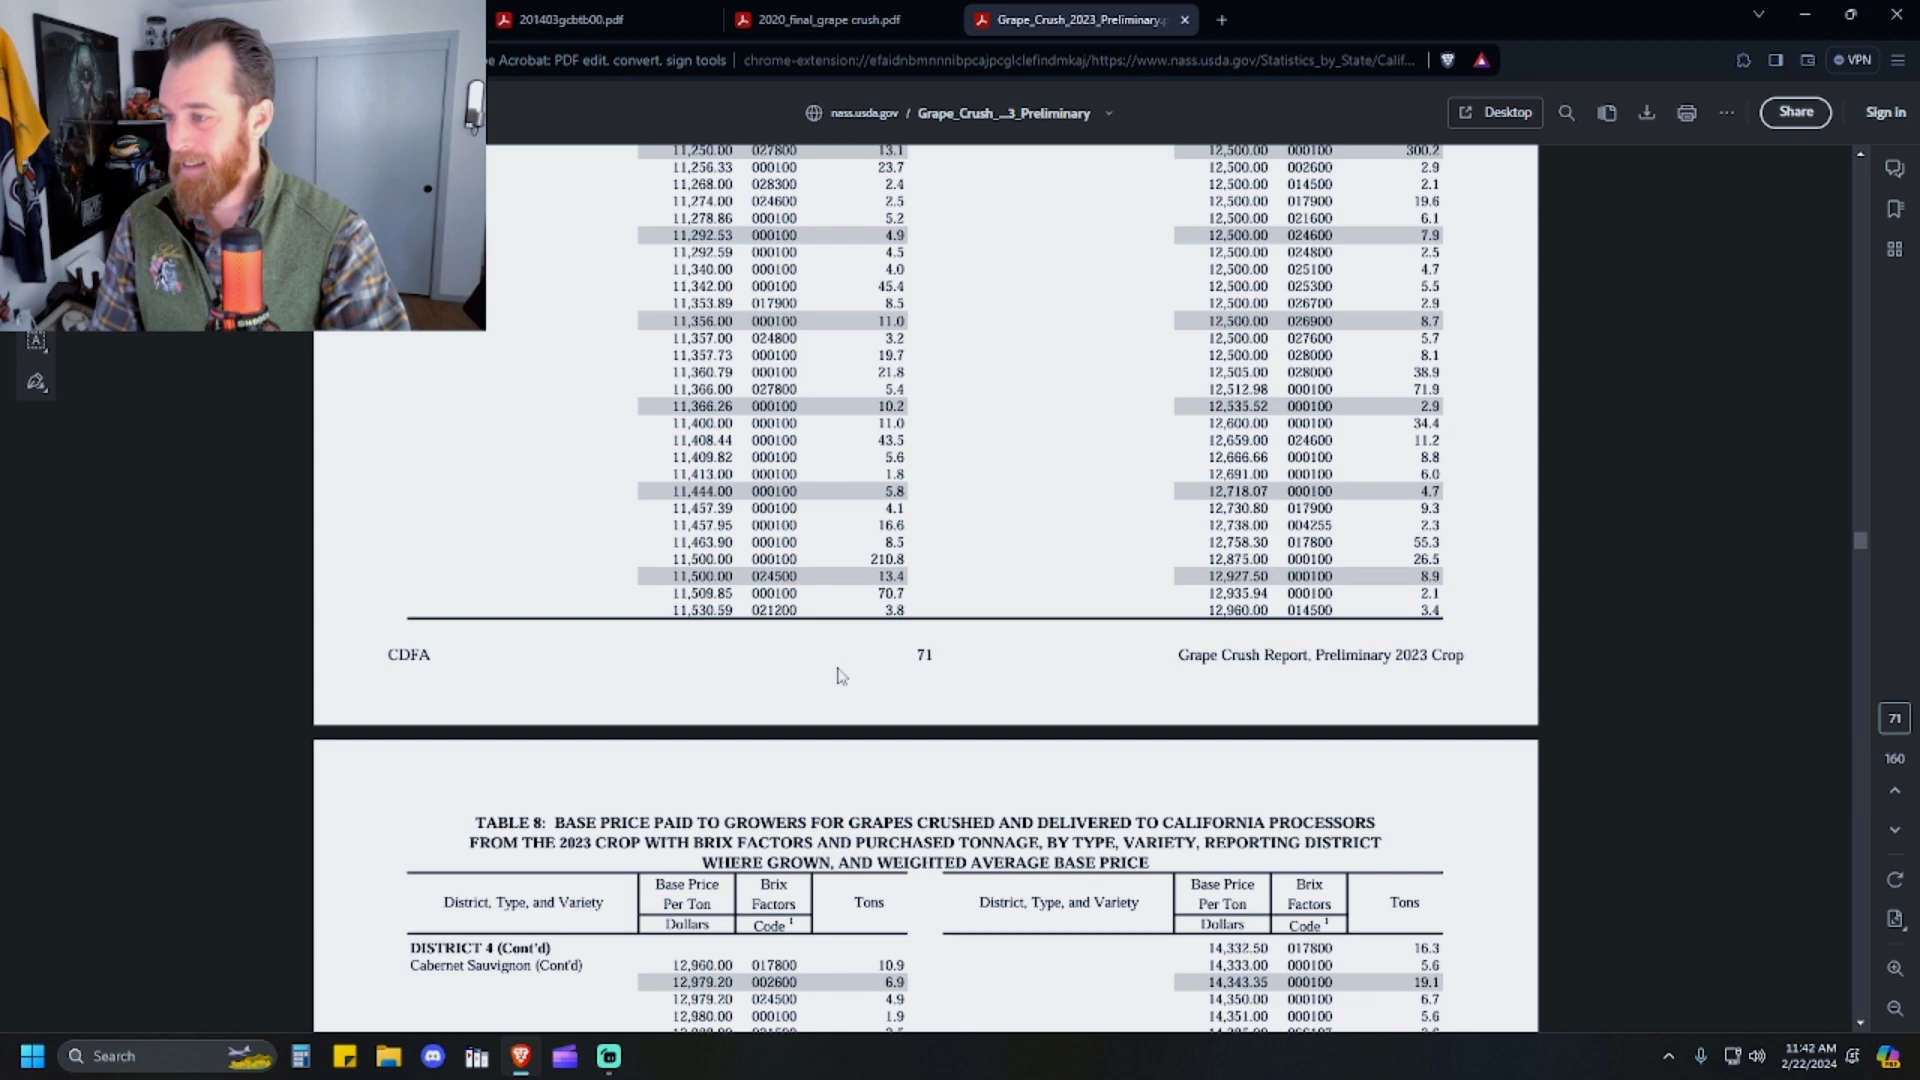 201403gcbtb00.pdf
2020_final_grape crush.pdf
Grape_Crush_2023_Preliminary.
e Acrobat: PDF edit, convert, sign tools
chrome-extension://efaidnbmnnnibpcajpcglclefindmkaj/https://www.nass.usda.gov/Statistics_by_State/Calif...
VPN
nass.usda.gov / Grape_Crush_...3_Preliminary
Desktop
Share
Sign in
11,250.00 027800 13.1
11,256.33 000100 23.7
11,268.00 028300 2.4
11,274.00 024600 2.5
11,278.86 000100 5.2
11,292.53 000100 4.9
11,292.59 000100 4.5
11,340.00 000100 4.0
11,342.00 000100 45.4
11,353.89 017900 8.5
11,356.00 000100 11.0
11,357.00 024800 3.2
11,357.73 000100 19.7
11,360.79 000100 21.8
11,366.00 027800 5.4
11,366.26 000100 10.2
11,400.00 000100 11.0
11,408.44 000100 43.5
11,409.82 000100 5.6
11,413.00 000100 1.8
11,444.00 000100 5.8
11,457.39 000100 4.1
11,457.95 000100 16.6
11,463.90 000100 8.5
11,500.00 000100 210.8
11,500.00 024500 13.4
11,509.85 000100 70.7
11,530.59 021200 3.8
12,500.00 000100 300.2
12,500.00 002600 2.9
12,500.00 014500 2.1
12,500.00 017900 19.6
12,500.00 021600 6.1
12,500.00 024600 7.9
12,500.00 024800 2.5
12,500.00 025100 4.7
12,500.00 025300 5.5
12,500.00 026700 2.9
12,500.00 026900 8.7
12,500.00 027600 5.7
12,500.00 028000 8.1
12,505.00 028000 38.9
12,512.98 000100 71.9
12,535.52 000100 2.9
12,600.00 000100 34.4
12,659.00 024600 11.2
12,666.66 000100 8.8
12,691.00 000100 6.0
12,718.07 000100 4.7
12,730.80 017900 9.3
12,738.00 004255 2.3
12,758.30 017800 55.3
12,875.00 000100 26.5
12,927.50 000100 8.9
12,935.94 000100 2.1
12,960.00 014500 3.4
CDFA
71
Grape Crush Report, Preliminary 2023 Crop
TABLE 8: BASE PRICE PAID TO GROWERS FOR GRAPES CRUSHED AND DELIVERED TO CALIFORNIA PROCESSORS
FROM THE 2023 CROP WITH BRIX FACTORS AND PURCHASED TONNAGE, BY TYPE, VARIETY, REPORTING DISTRICT
WHERE GROWN, AND WEIGHTED AVERAGE BASE PRICE
District, Type, and Variety
Base Price
Per Ton
Dollars
Brix
Factors
Code 1
Tons
District, Type, and Variety
Base Price
Per Ton
Dollars
Brix
Factors
Code 1
Tons
DISTRICT 4 (Cont'd)
Cabernet Sauvignon (Cont'd) 12,960.00 017800 10.9
12,979.20 002600 6.9
12,979.20 024500 4.9
12,980.00 000100 1.9
14,332.50 017800 16.3
14,333.00 000100 5.6
14,343.35 000100 19.1
14,350.00 000100 6.7
14,351.00 000100 5.6
71
160
Search
11:42 AM
2/22/2024